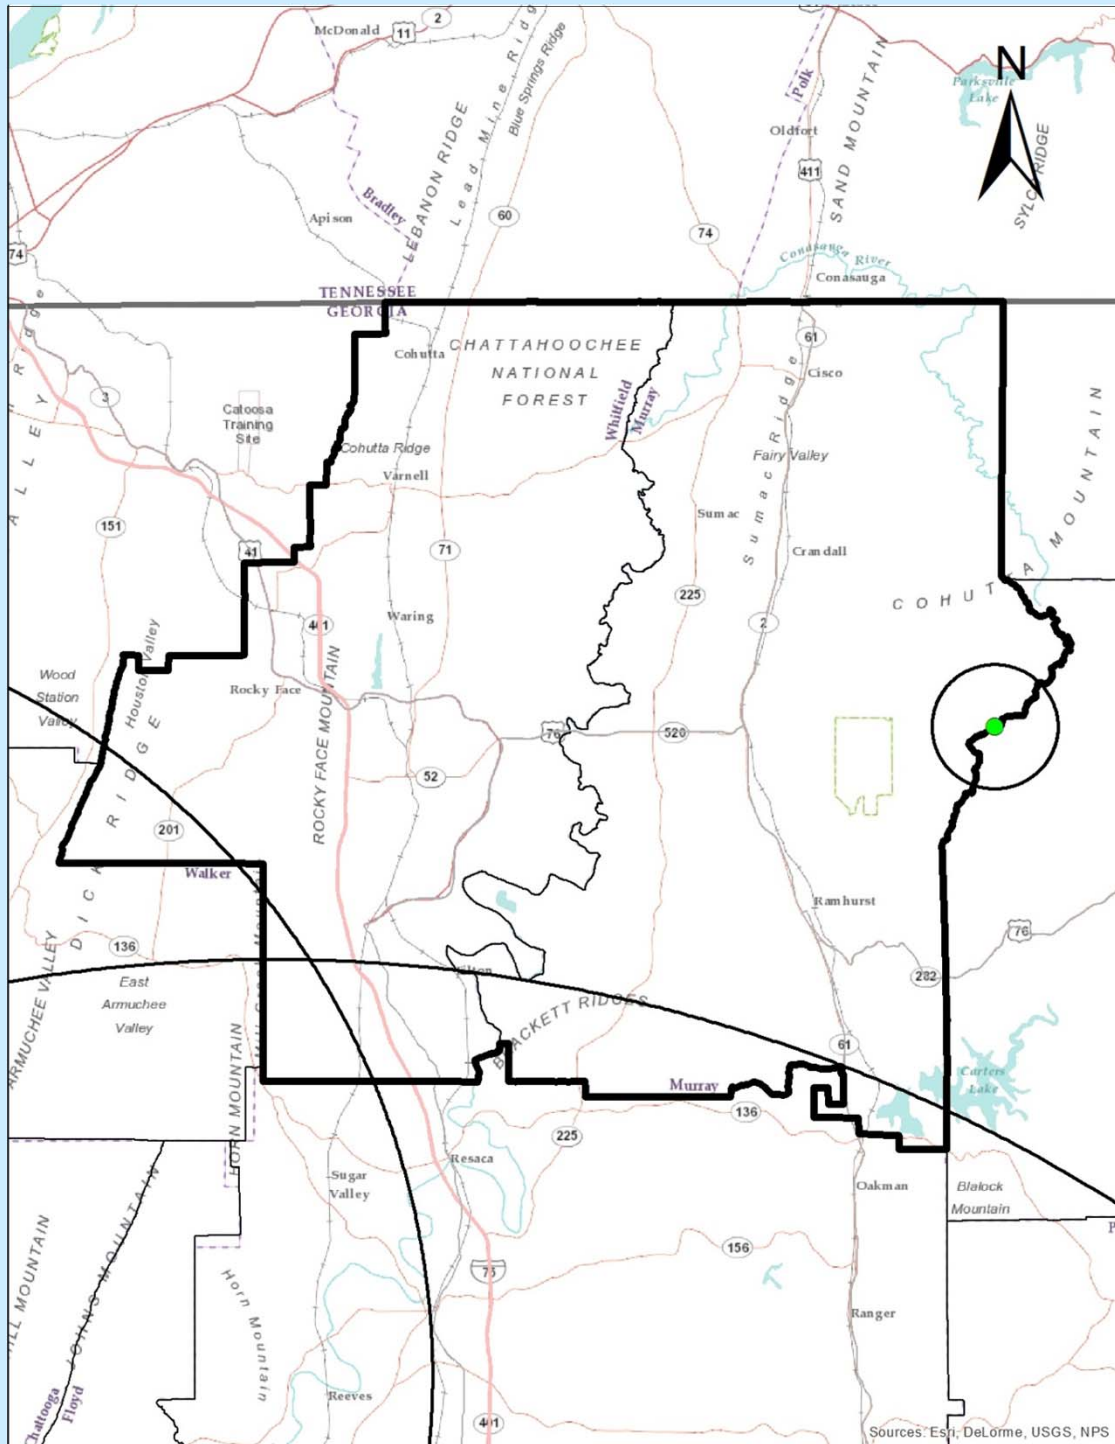 McDonald
11
2
Lead Mine Ridge
Blue Springs Ridge
Polk
N
Parksville
Lake
Oldfort
SAND MOUNTAIN
411
LEBANON RIDGE
Bradley
Apison
60
74
74
Conasauga River
Conasauga
TENNESSEE
GEORGIA
Cohutta
CHATTAHOOCHEE
NATIONAL
FOREST
61
Cisco
3
Catoosa
Training
Site
Whitfield
Murray
Sumac Ridge
Cohutta Ridge
Varnell
Fairy Valley
Sumac
151
41
71
Crandall
COHUTTA MOUNTAIN
225
401
Waring
2
Houston Valley
Wood
Station
Valley
Rocky Face
ROCKY FACE MOUNTAIN
76
520
52
DICK RIDGE
201
Walker
Ramhurst
76
136
282
ARMUCHEE VALLEY
East
Armuchee
Valley
HORN MOUNTAIN
61
Carters
Lake
Murray
136
225
Resaca
Sugar
Valley
Oakman
Blalock
Mountain
156
JOHNS MOUNTAIN
Horn Mountain
75
Ranger
Chattooga
Floyd
Reeves
401
Sources: Esri, DeLorme, USGS, NPS